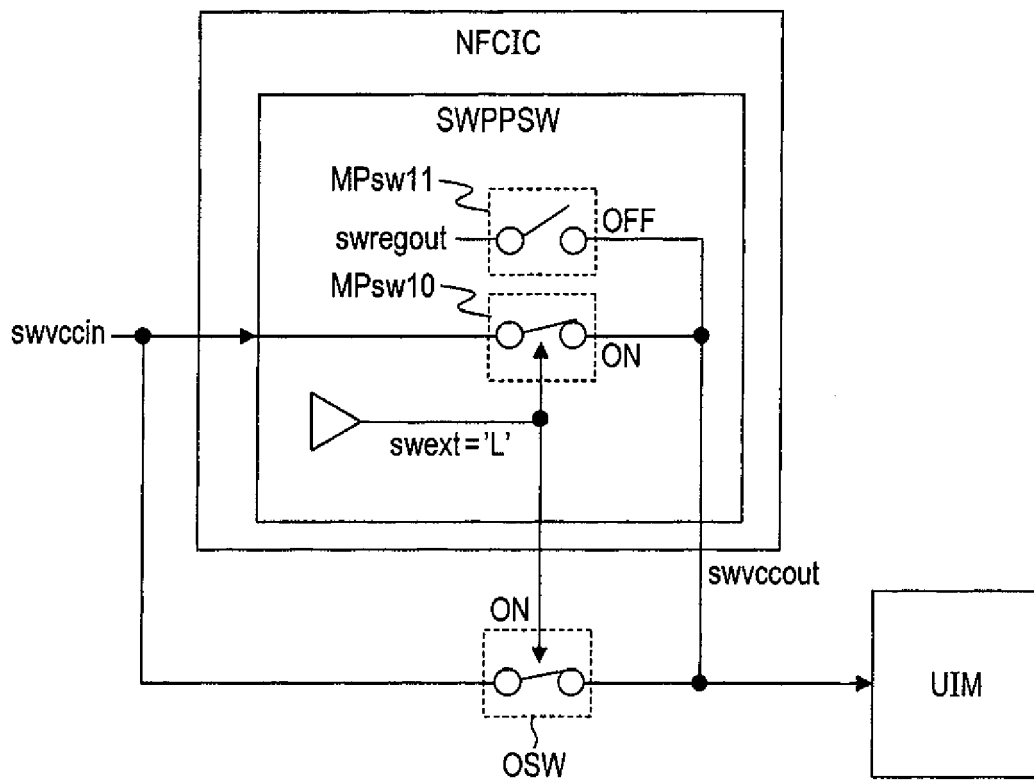 NFCIC
SWPPSW
MPsw11
OFF
swregout
MPsw10
swvccin
ON
swext='L'
swvccout
ON
UIM
OSW